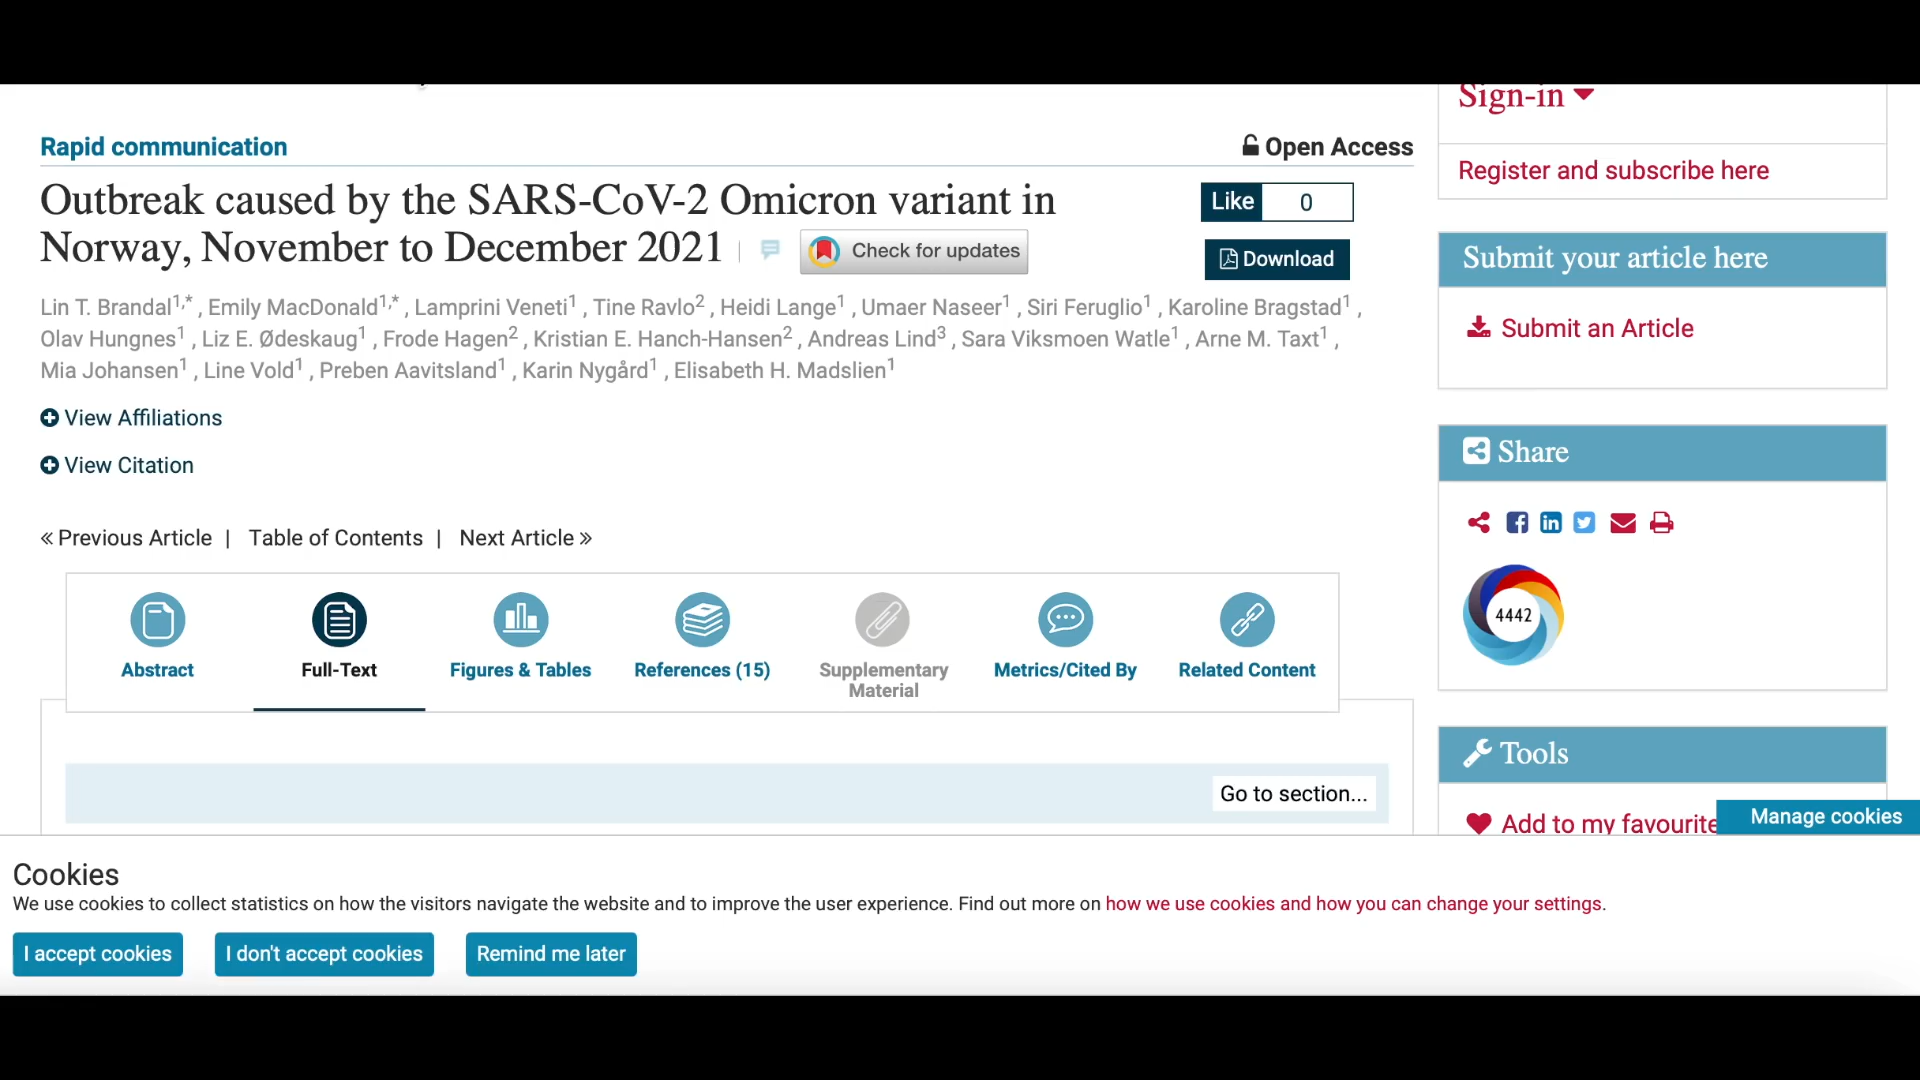 Sign-in
Rapid communication
Open Access
Register and subscribe here
Outbreak caused by the SARS-CoV-2 Omicron variant in
Norway, November to December 2021
Check for updates
Like 0
Download
Submit your article here
Submit an Article
Lin T. Brandal1,* , Emily MacDonald1,* , Lamprini Veneti1 , Tine Ravlo2 , Heidi Lange1 , Umaer Naseer1 , Siri Feruglio1 , Karoline Bragstad1 ,
Olav Hungnes1 , Liz E. Ødeskaug1 , Frode Hagen2 , Kristian E. Hanch-Hansen2 , Andreas Lind3 , Sara Viksmoen Watle1 , Arne M. Taxt1 ,
Mia Johansen1 , Line Vold1 , Preben Aavitsland1 , Karin Nygård1 , Elisabeth H. Madslien1
View Affiliations
View Citation
Share
4442
« Previous Article | Table of Contents | Next Article »
Abstract
Full-Text
Figures & Tables
References (15)
Supplementary
Material
Metrics/Cited By
Related Content
Go to section...
Tools
Add to my favourite
Manage cookies
Cookies
We use cookies to collect statistics on how the visitors navigate the website and to improve the user experience. Find out more on how we use cookies and how you can change your settings.
I accept cookies
I don't accept cookies
Remind me later